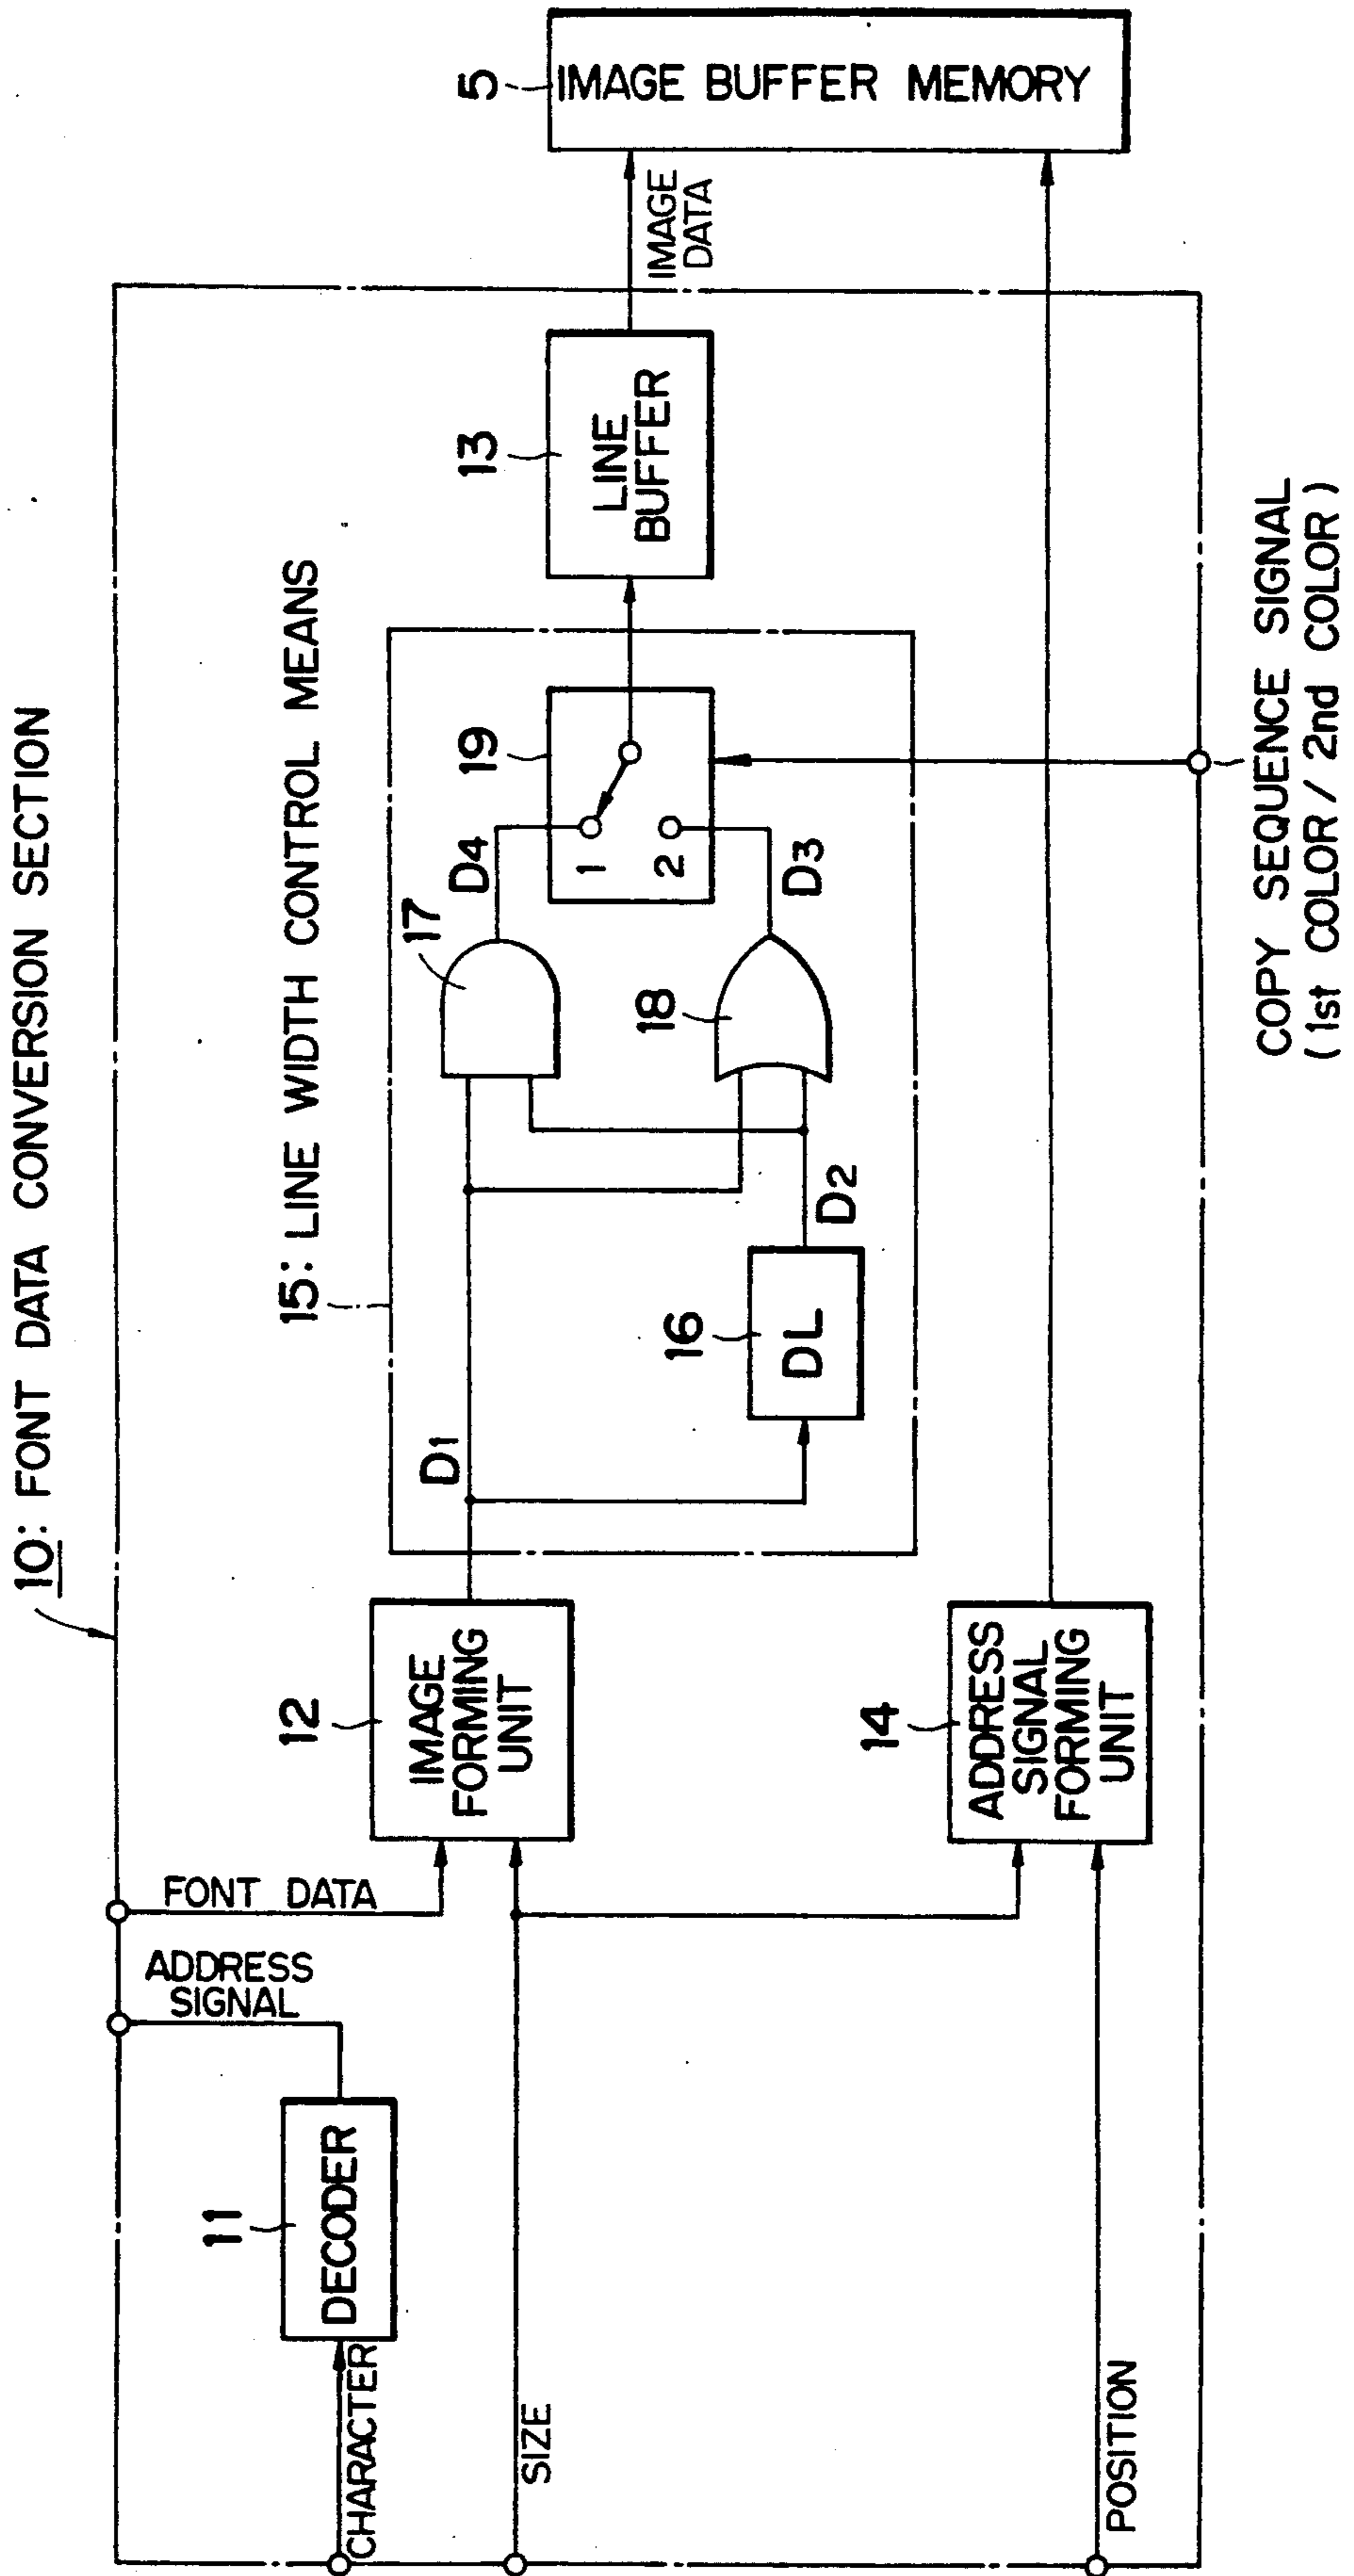 10: FONT DATA CONVERSION SECTION
15: LINE WIDTH CONTROL MEANS
11
DECODER
CHARACTER
ADDRESS
SIGNAL
FONT DATA
SIZE
POSITION
12
IMAGE
FORMING
UNIT
14
ADDRESS
SIGNAL
FORMING
UNIT
D1
16
DL
D2
17
18
D4
D3
19
1
2
13
LINE
BUFFER
IMAGE
DATA
5
IMAGE BUFFER MEMORY
COPY SEQUENCE SIGNAL
(1st COLOR / 2nd COLOR)